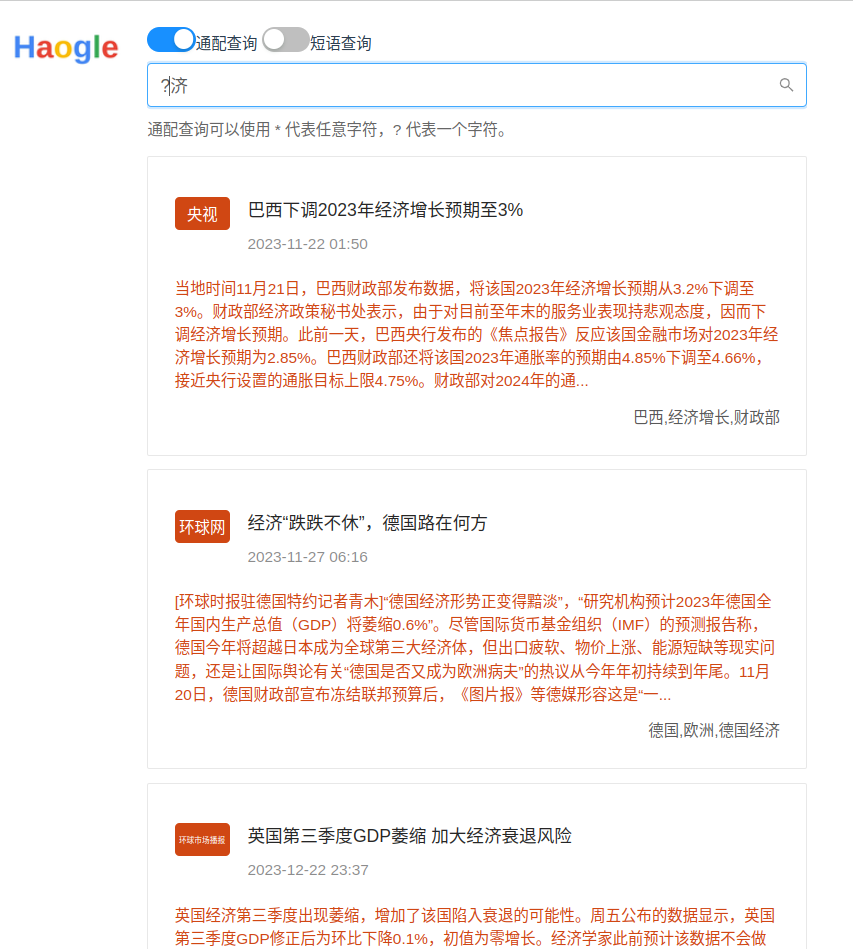 Haogle
通配查询 短语查询
?济
通配查询可以使用 * 代表任意字符，? 代表一个字符。
央视 巴西下调2023年经济增长预期至3%
2023-11-22 01:50
当地时间11月21日，巴西财政部发布数据，将该国2023年经济增长预期从3.2%下调至
3%。财政部经济政策秘书处表示，由于对目前至年末的服务业表现持悲观态度，因而下
调经济增长预期。此前一天，巴西央行发布的《焦点报告》反应该国金融市场对2023年经
济增长预期为2.85%。巴西财政部还将该国2023年通胀率的预期由4.85%下调至4.66%，
接近央行设置的通胀目标上限4.75%。财政部对2024年的通...
巴西,经济增长,财政部
环球网 经济“跌跌不休”，德国路在何方
2023-11-27 06:16
[环球时报驻德国特约记者青木]“德国经济形势正变得黯淡”，“研究机构预计2023年德国全
年国内生产总值（GDP）将萎缩0.6%”。尽管国际货币基金组织（IMF）的预测报告称，
德国今年将超越日本成为全球第三大经济体，但出口疲软、物价上涨、能源短缺等现实问
题，还是让国际舆论有关“德国是否又成为欧洲病夫”的热议从今年年初持续到年尾。11月
20日，德国财政部宣布冻结联邦预算后，《图片报》等德媒形容这是“一...
德国,欧洲,德国经济
环球市场播报 英国第三季度GDP萎缩 加大经济衰退风险
2023-12-22 23:37
英国经济第三季度出现萎缩，增加了该国陷入衰退的可能性。周五公布的数据显示，英国
第三季度GDP修正后为环比下降0.1%，初值为零增长。经济学家此前预计该数据不会做